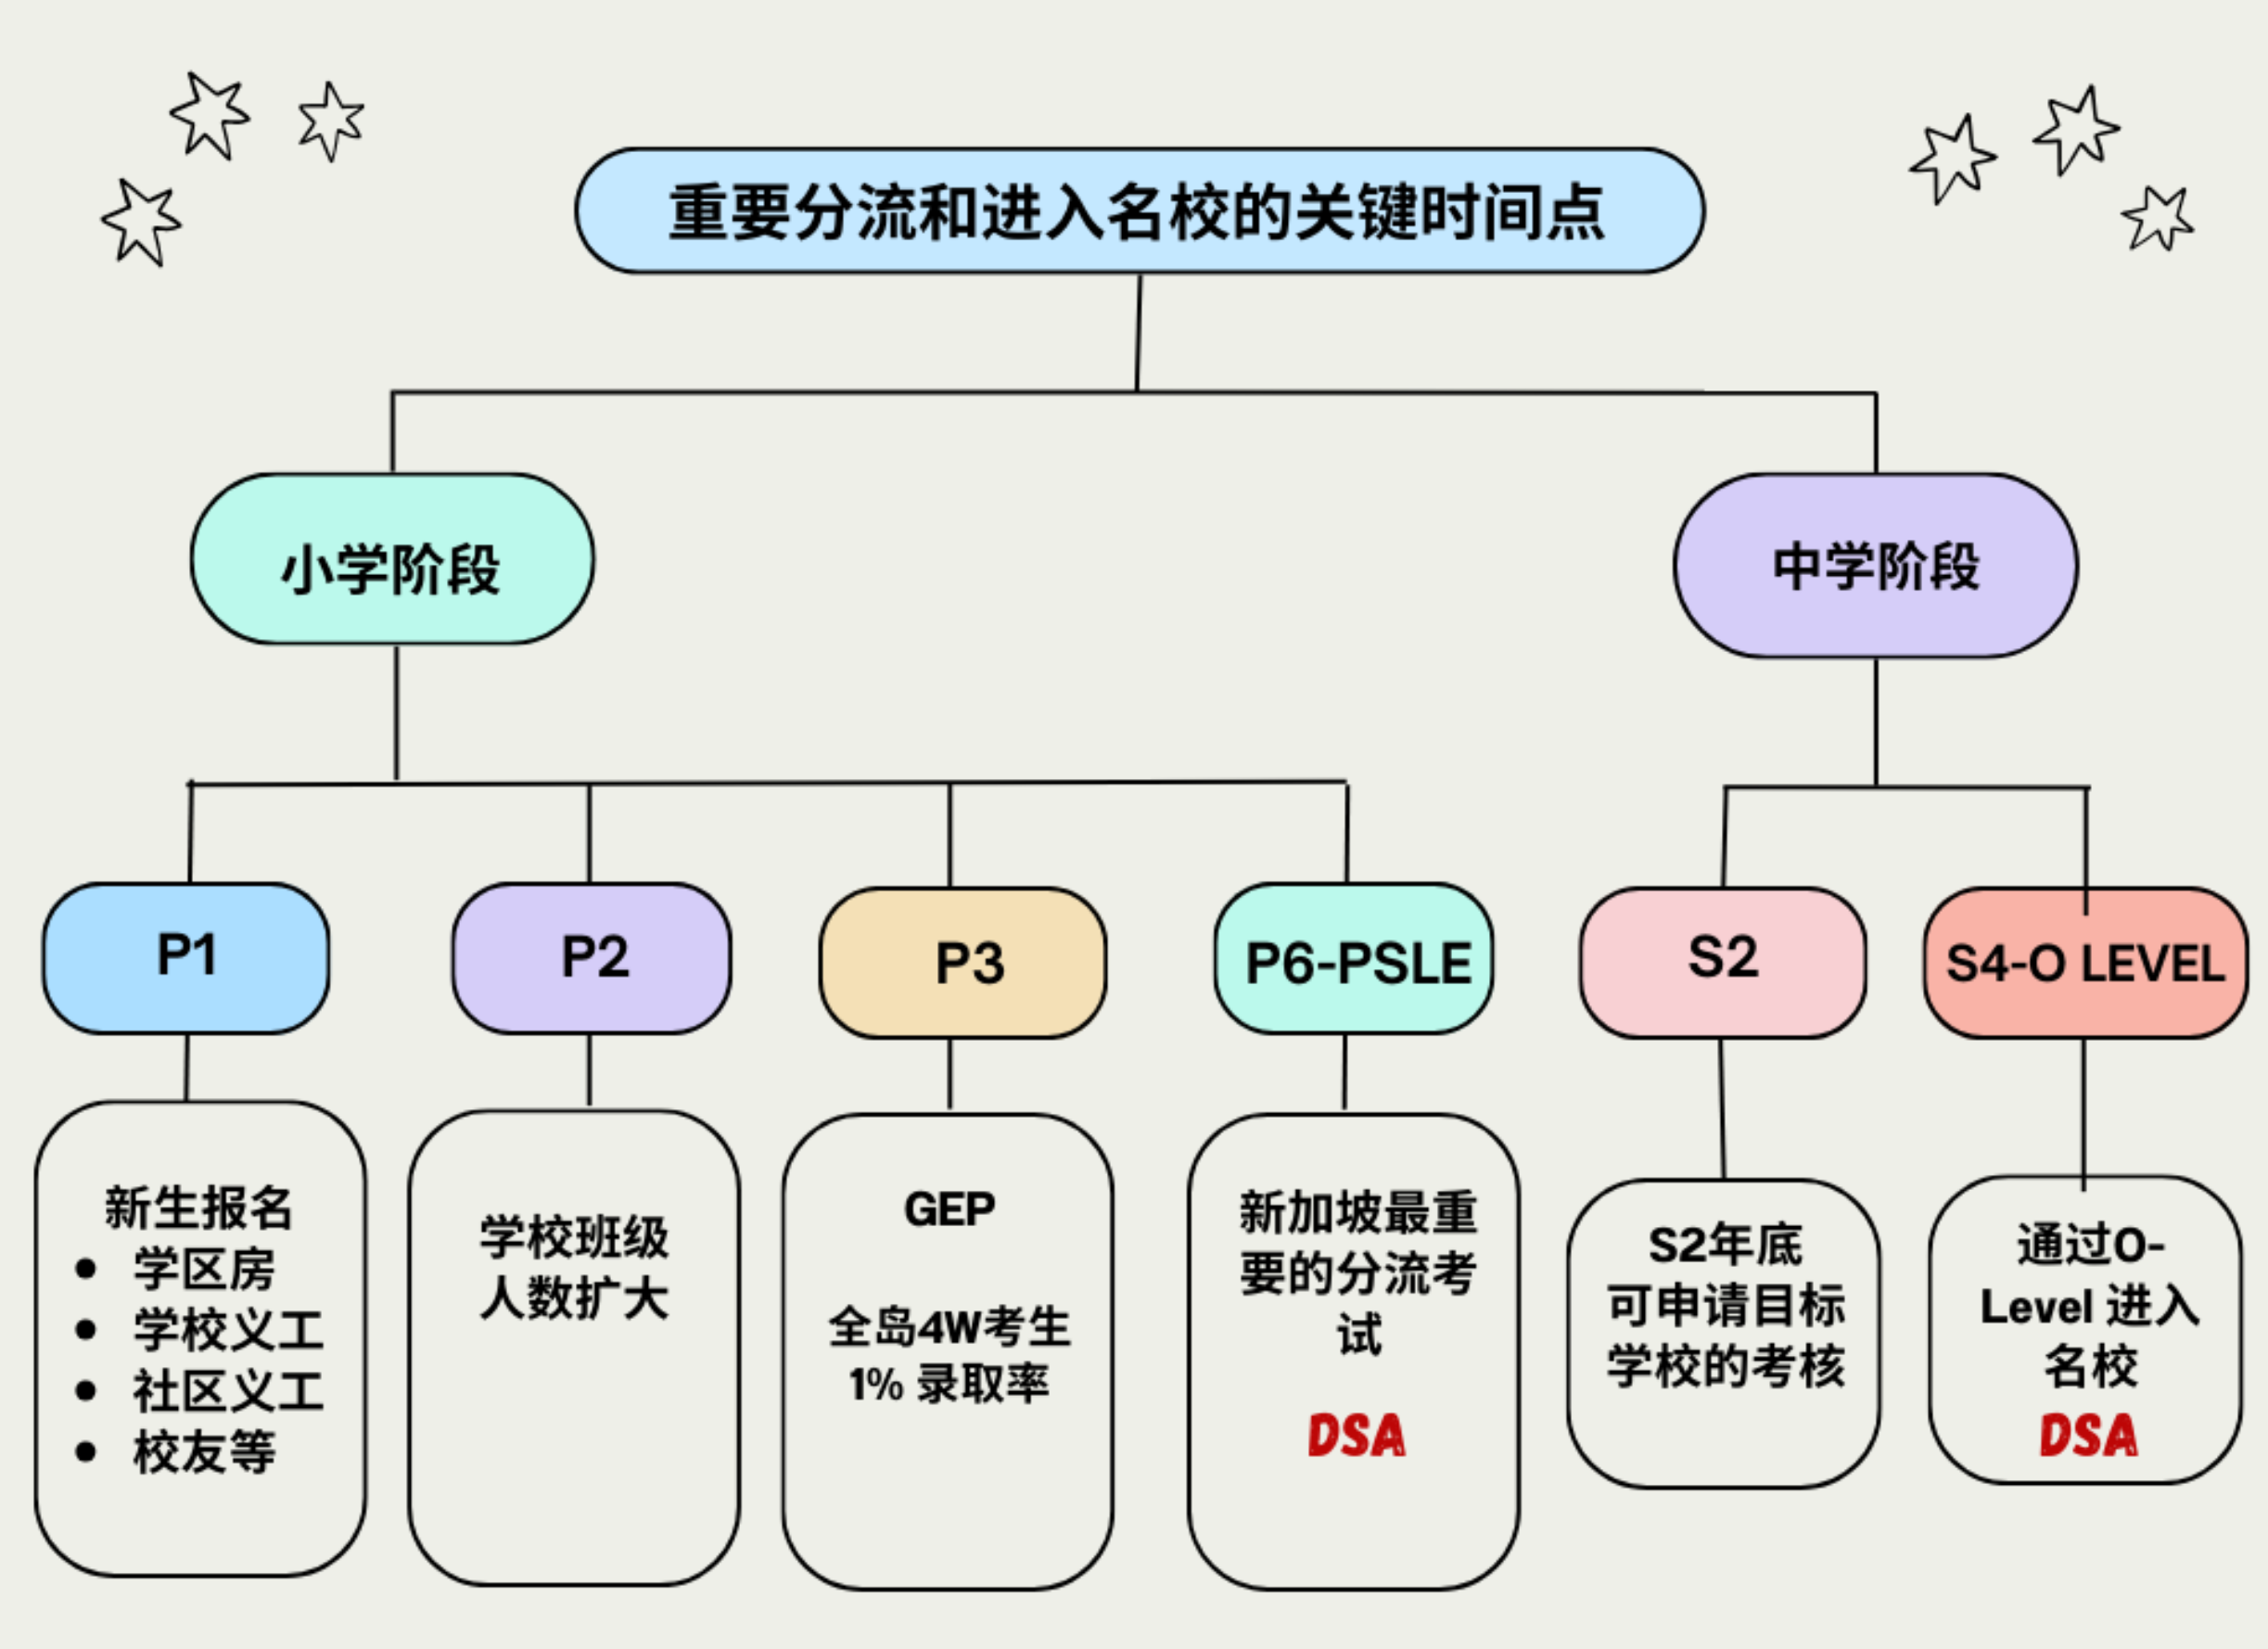 重要分流和进入名校的关键时间点
小学阶段
中学阶段
P1
P2
P3
P6-PSLE
S2
S4-O LEVEL
新生报名
• 学区房
• 学校义工
• 社区义工
• 校友等
学校班级
人数扩大
GEP
全岛4W考生
1% 录取率
新加坡最重
要的分流考
试
DSA
S2年底
可申请目标
学校的考核
通过O-
Level 进入
名校
DSA